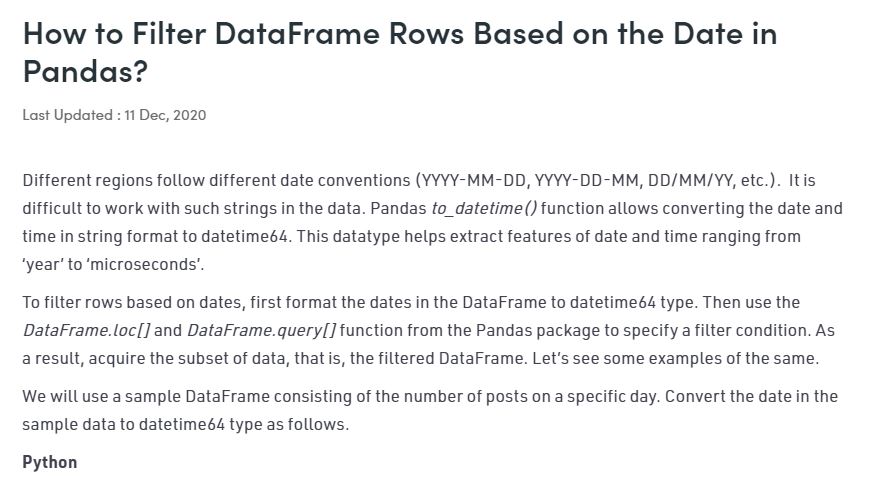 How to Filter DataFrame Rows Based on the Date in
Pandas?
Last Updated : 11 Dec, 2020
Different regions follow different date conventions (YYYY-MM-DD, YYYY-DD-MM, DD/MM/YY, etc.).  It is
difficult to work with such strings in the data. Pandas to_datetime() function allows converting the date and
time in string format to datetime64. This datatype helps extract features of date and time ranging from
‘year’ to ‘microseconds’.
To filter rows based on dates, first format the dates in the DataFrame to datetime64 type. Then use the
DataFrame.loc[] and DataFrame.query[] function from the Pandas package to specify a filter condition. As
a result, acquire the subset of data, that is, the filtered DataFrame. Let’s see some examples of the same.
We will use a sample DataFrame consisting of the number of posts on a specific day. Convert the date in the
sample data to datetime64 type as follows.
Python